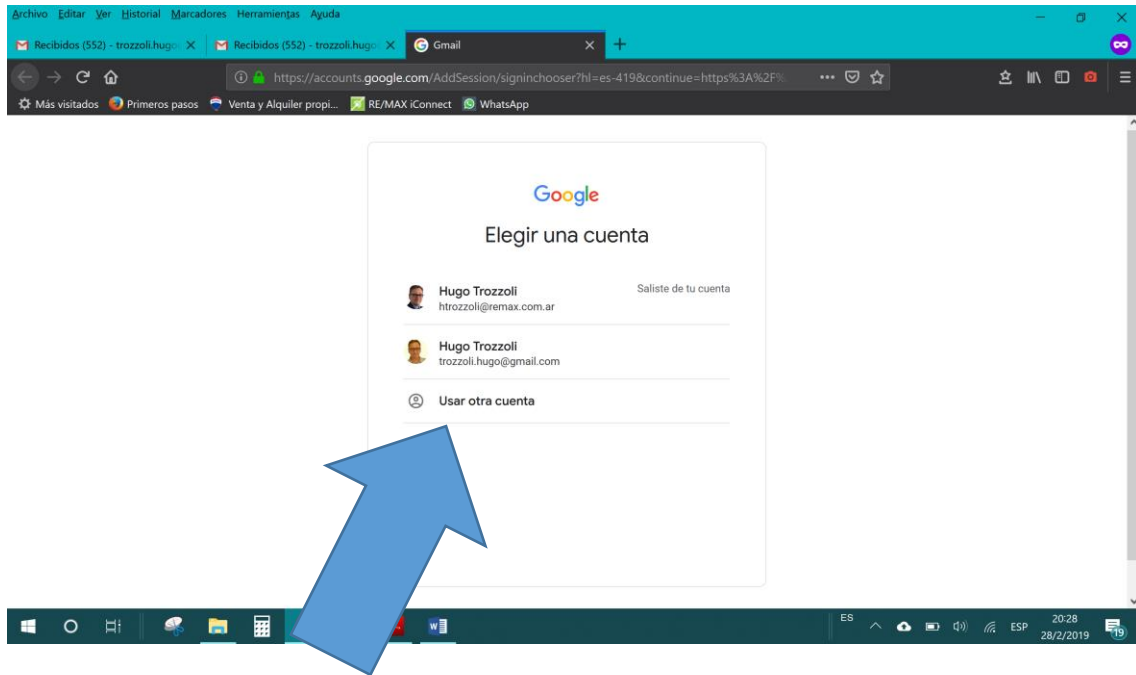 Archivo Editar Ver Historial Marcadores Herramientas Ayuda
Recibidos (552) - trozzoli.hugo Recibidos (552) - trozzoli.hugo Gmail
https://accounts.google.com/AddSession/signinchooser?hl=es-419&continue=https%3A%2F%
Más visitados Primeros pasos Venta y Alquiler propi... RE/MAX iConnect WhatsApp
Google
Elegir una cuenta
Hugo Trozzoli Saliste de tu cuenta
htrozzoli@remax.com.ar
Hugo Trozzoli
trozzoli.hugo@gmail.com
Usar otra cuenta
ES ESP 20:28
28/2/2019 19